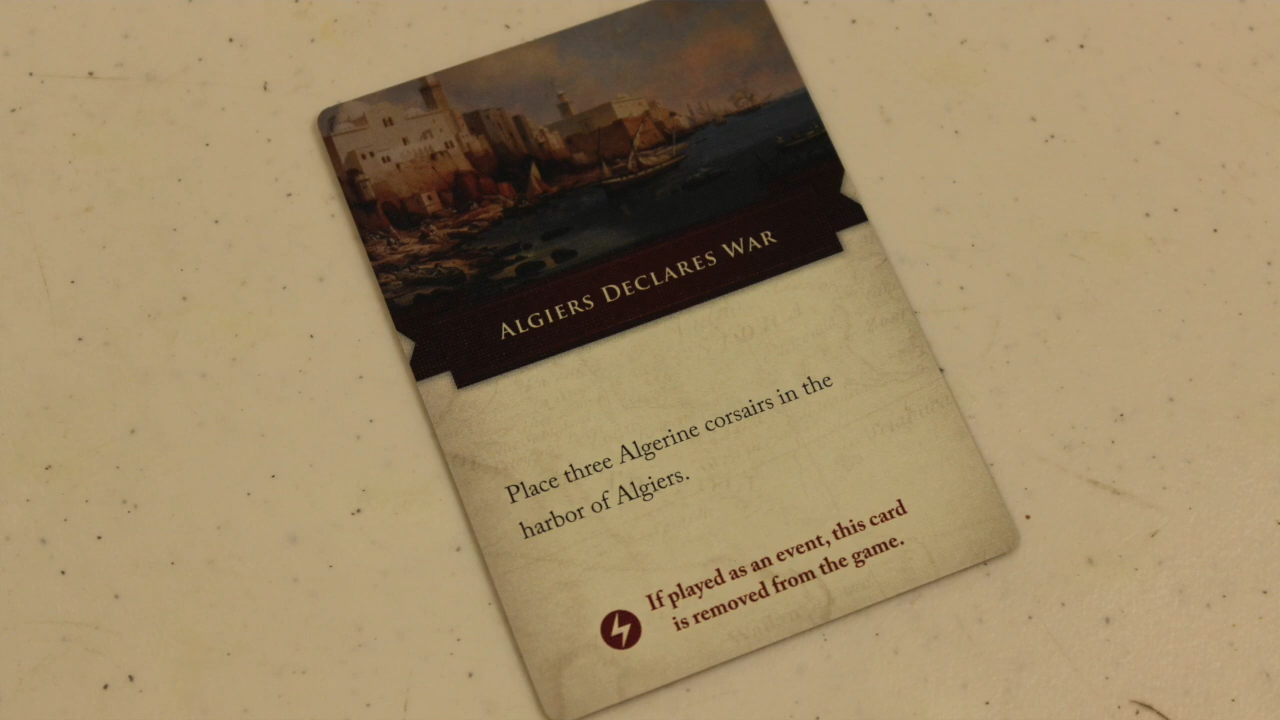 ALGIERS DECLARES WAR
Place three Algerine corsairs in the
harbor of Algiers.
If played as an event, this card
is removed from the game.